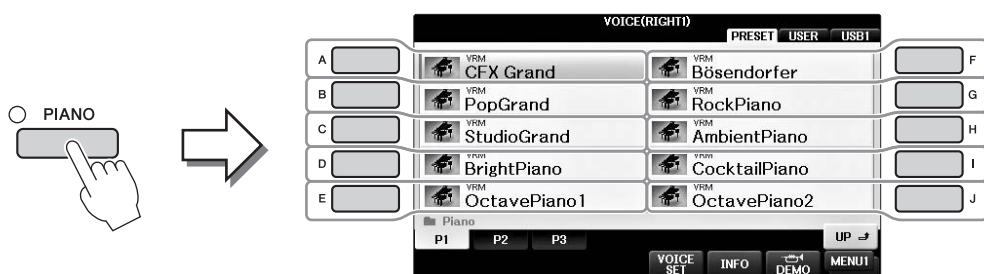 PIANO
VOICE(RIGHT1)
PRESET USER USB1
A VRM CFX Grand VRM Bösendorfer F
B VRM PopGrand VRM RockPiano G
C VRM StudioGrand VRM AmbientPiano H
D VRM BrightPiano VRM CocktailPiano I
E VRM OctavePiano1 VRM OctavePiano2 J
Piano
P1 P2 P3 UP
VOICE SET INFO DEMO MENU1